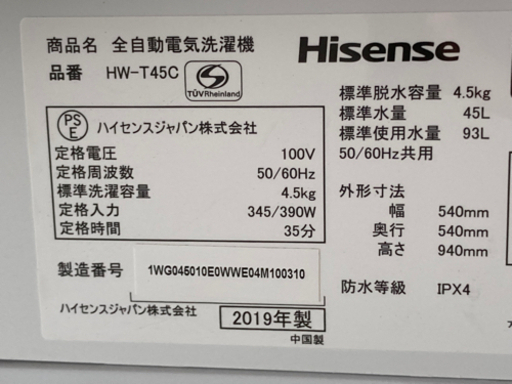 商品名 全自動電気洗濯機
品番 HW-T45C
TÜVRheinland
Hisense
PS
E
ハイセンスジャパン株式会社
定格電圧 100V
定格周波数 50/60Hz
標準洗濯容量 4.5kg
定格入力 345/390W
定格時間 35分
標準脱水容量 4.5kg
標準水量 45L
標準使用水量 93L
50/60Hz共用
外形寸法
幅 540mm
奥行 540mm
高さ 940mm
防水等級 IPX4
製造番号 1WG045010E0WWE04M100310
ハイセンスジャパン株式会社 2019年製
中国製